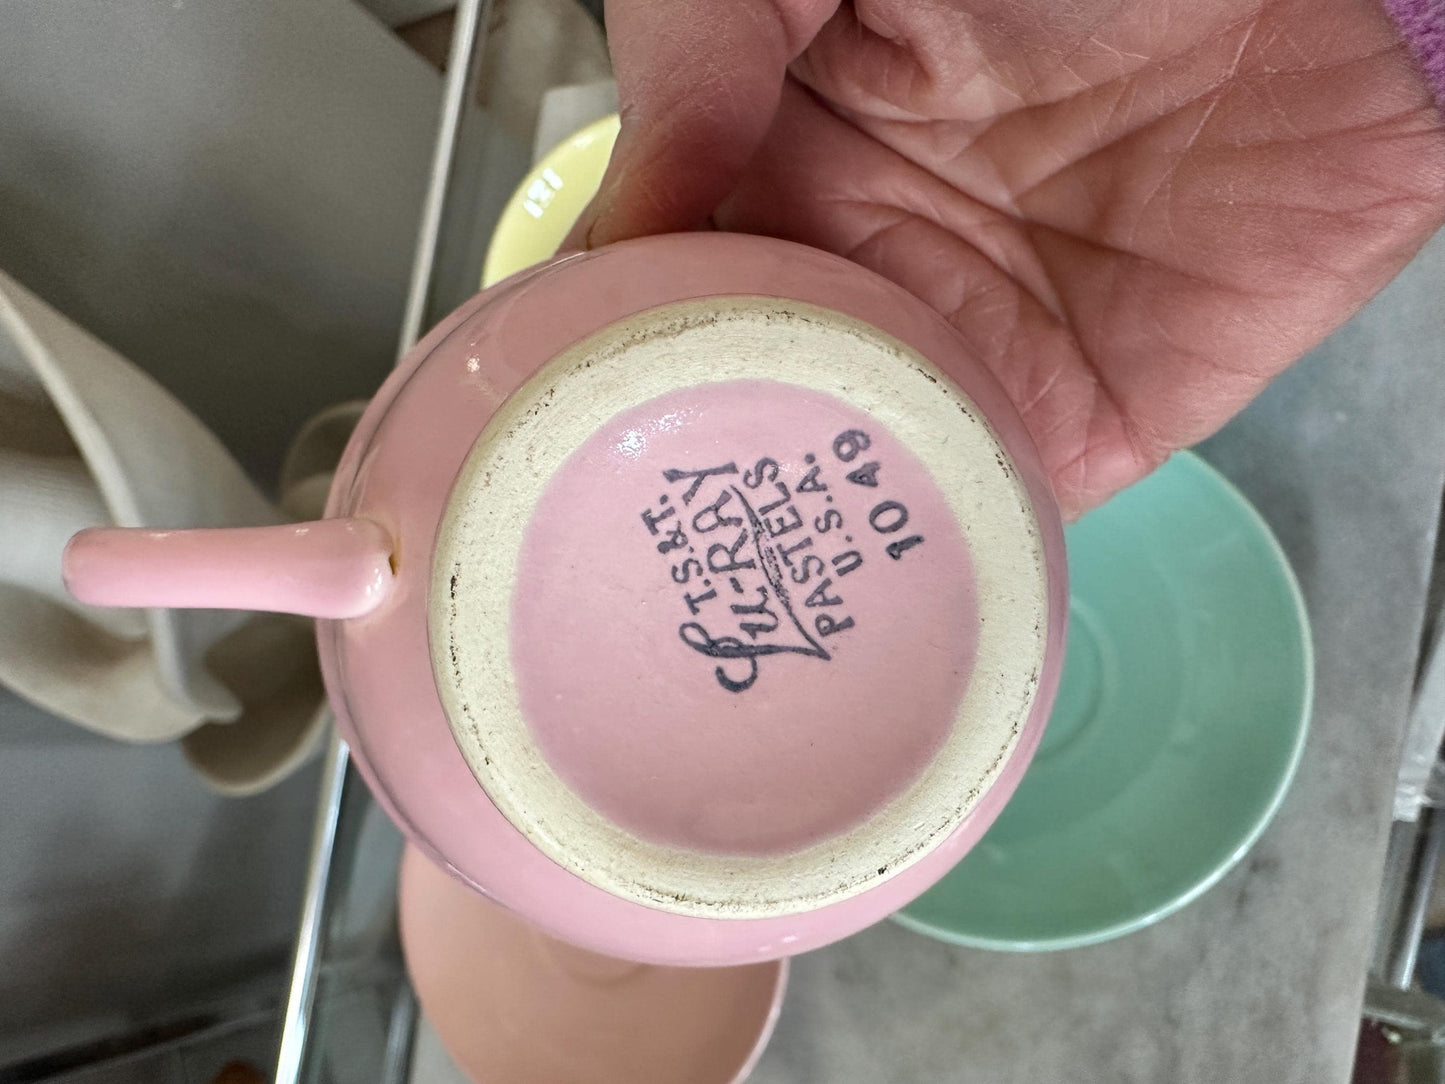 T.S.&T.
Lu-RAY
PASTELS
U.S.A.
10 49